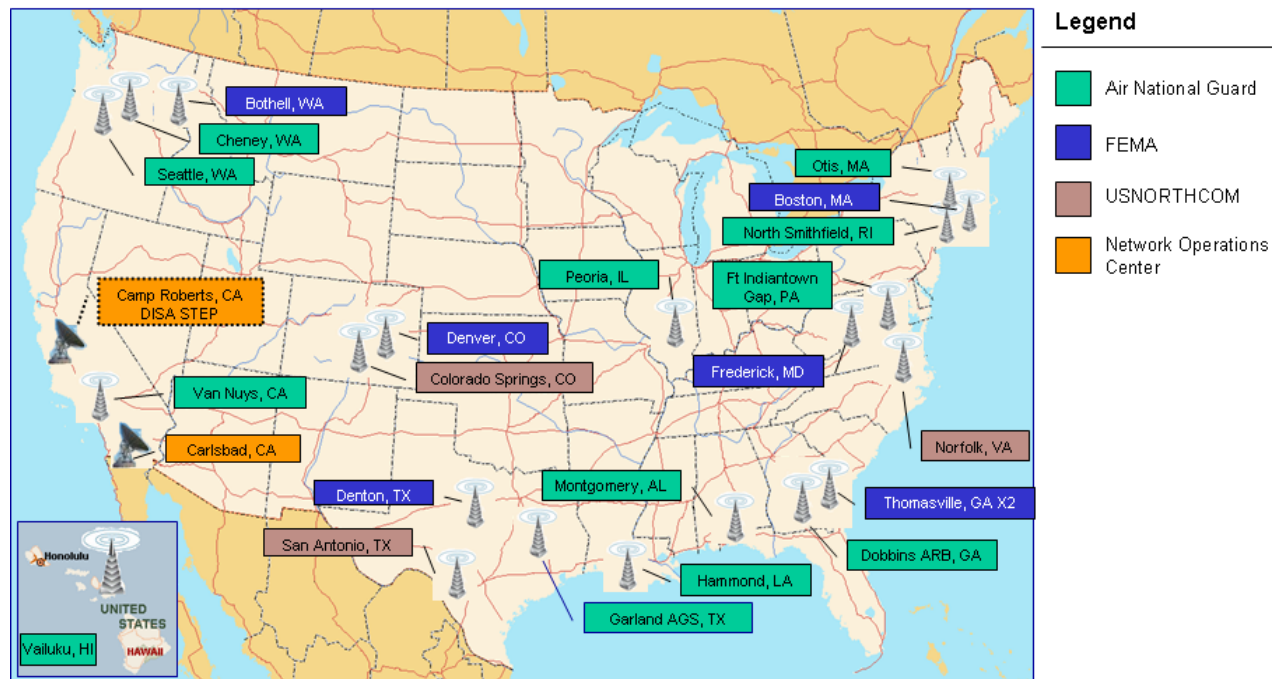 Legend
Air National Guard
FEMA
USNORTHCOM
Network Operations
Center
Bothell, WA
Cheney, WA
Seattle, WA
Otis, MA
Boston, MA
North Smithfield, RI
Peoria, IL
Ft Indiantown
Gap, PA
Camp Roberts, CA
DISA STEP
Denver, CO
Colorado Springs, CO
Frederick, MD
Van Nuys, CA
Carlsbad, CA
Norfolk, VA
Denton, TX
Montgomery, AL
Thomasville, GA X2
San Antonio, TX
Dobbins ARB, GA
Hammond, LA
Garland AGS, TX
Honolulu
UNITED
STATES
Vailuku, HI
HAWAII